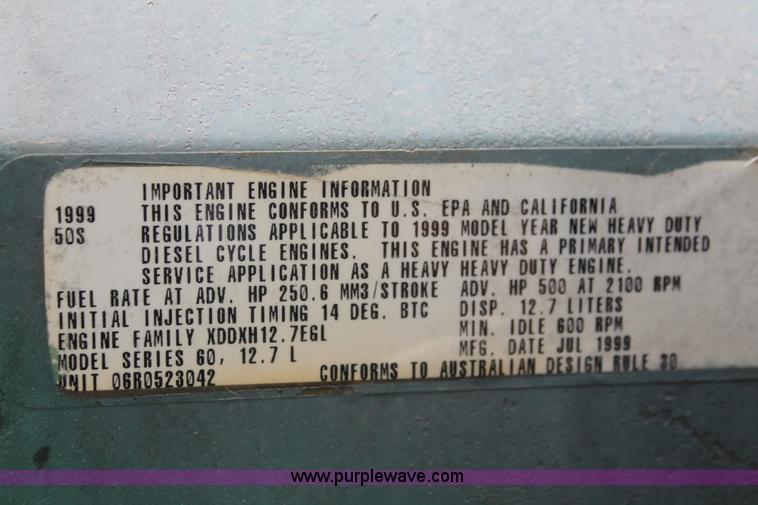 IMPORTANT ENGINE INFORMATION
1999 THIS ENGINE CONFORMS TO U.S. EPA AND CALIFORNIA
50S REGULATIONS APPLICABLE TO 1999 MODEL YEAR NEW HEAVY DUTY
DIESEL CYCLE ENGINES. THIS ENGINE HAS A PRIMARY INTENDED
SERVICE APPLICATION AS A HEAVY HEAVY DUTY ENGINE.
FUEL RATE AT ADV. HP 250.6 MM3/STROKE ADV. HP 500 AT 2100 RPM
INITIAL INJECTION TIMING 14 DEG. BTC DISP. 12.7 LITERS
ENGINE FAMILY XDDXH12.7EGL MIN. IDLE 600 RPM
MODEL SERIES 60, 12.7 L MFG. DATE JUL 1999
UNIT 06R0523042 CONFORMS TO AUSTRALIAN DESIGN RULE 30
www.purplewave.com